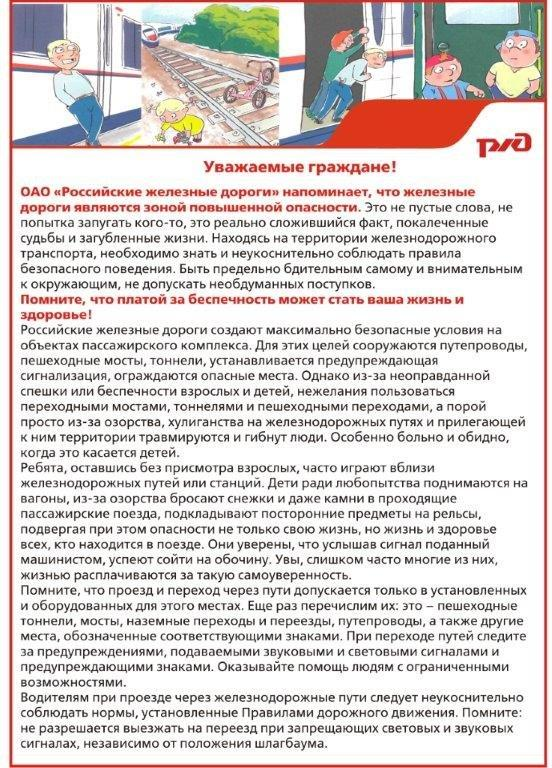 РЖД
Уважаемые граждане!
ОАО «Российские железные дороги» напоминает, что железные
дороги являются зоной повышенной опасности. Это не пустые слова, не
попытка запугать кого-то, это реально сложившийся факт, покалеченные
судьбы и загубленные жизни. Находясь на территории железнодорожного
транспорта, необходимо знать и неукоснительно соблюдать правила
безопасного поведения. Быть предельно бдительным самому и внимательным
к окружающим, не допускать необдуманных поступков.
Помните, что платой за беспечность может стать ваша жизнь и
здоровье!
Российские железные дороги создают максимально безопасные условия на
объектах пассажирского комплекса. Для этих целей сооружаются путепроводы,
пешеходные мосты, тоннели, устанавливается предупреждающая
сигнализация, ограждаются опасные места. Однако из-за неоправданной
спешки или беспечности взрослых и детей, нежелания пользоваться
переходными мостами, тоннелями и пешеходными переходами, а порой
просто из-за озорства, хулиганства на железнодорожных путях и прилегающей
к ним территории травмируются и гибнут люди. Особенно больно и обидно,
когда это касается детей.
Ребята, оставшись без присмотра взрослых, часто играют вблизи
железнодорожных путей или станций. Дети ради любопытства поднимаются на
вагоны, из-за озорства бросают снежки и даже камни в проходящие
пассажирские поезда, подкладывают посторонние предметы на рельсы,
подвергая при этом опасности не только свою жизнь, но жизнь и здоровье
всех, кто находится в поезде. Они уверены, что услышав сигнал поданный
машинистом, успеют сойти на обочину. Увы, слишком часто многие из них,
жизнью расплачиваются за такую самоуверенность.
Помните, что проезд и переход через пути допускается только в установленных
и оборудованных для этого местах. Еще раз перечислим их: это – пешеходные
тоннели, мосты, наземные переходы и переезды, путепроводы, а также другие
места, обозначенные соответствующими знаками. При переходе путей следите
за предупреждениями, подаваемыми звуковыми и световыми сигналами и
предупреждающими знаками. Оказывайте помощь людям с ограниченными
возможностями.
Водителям при проезде через железнодорожные пути следует неукоснительно
соблюдать нормы, установленные Правилами дорожного движения. Помните:
не разрешается выезжать на переезд при запрещающих световых и звуковых
сигналах, независимо от положения шлагбаума.